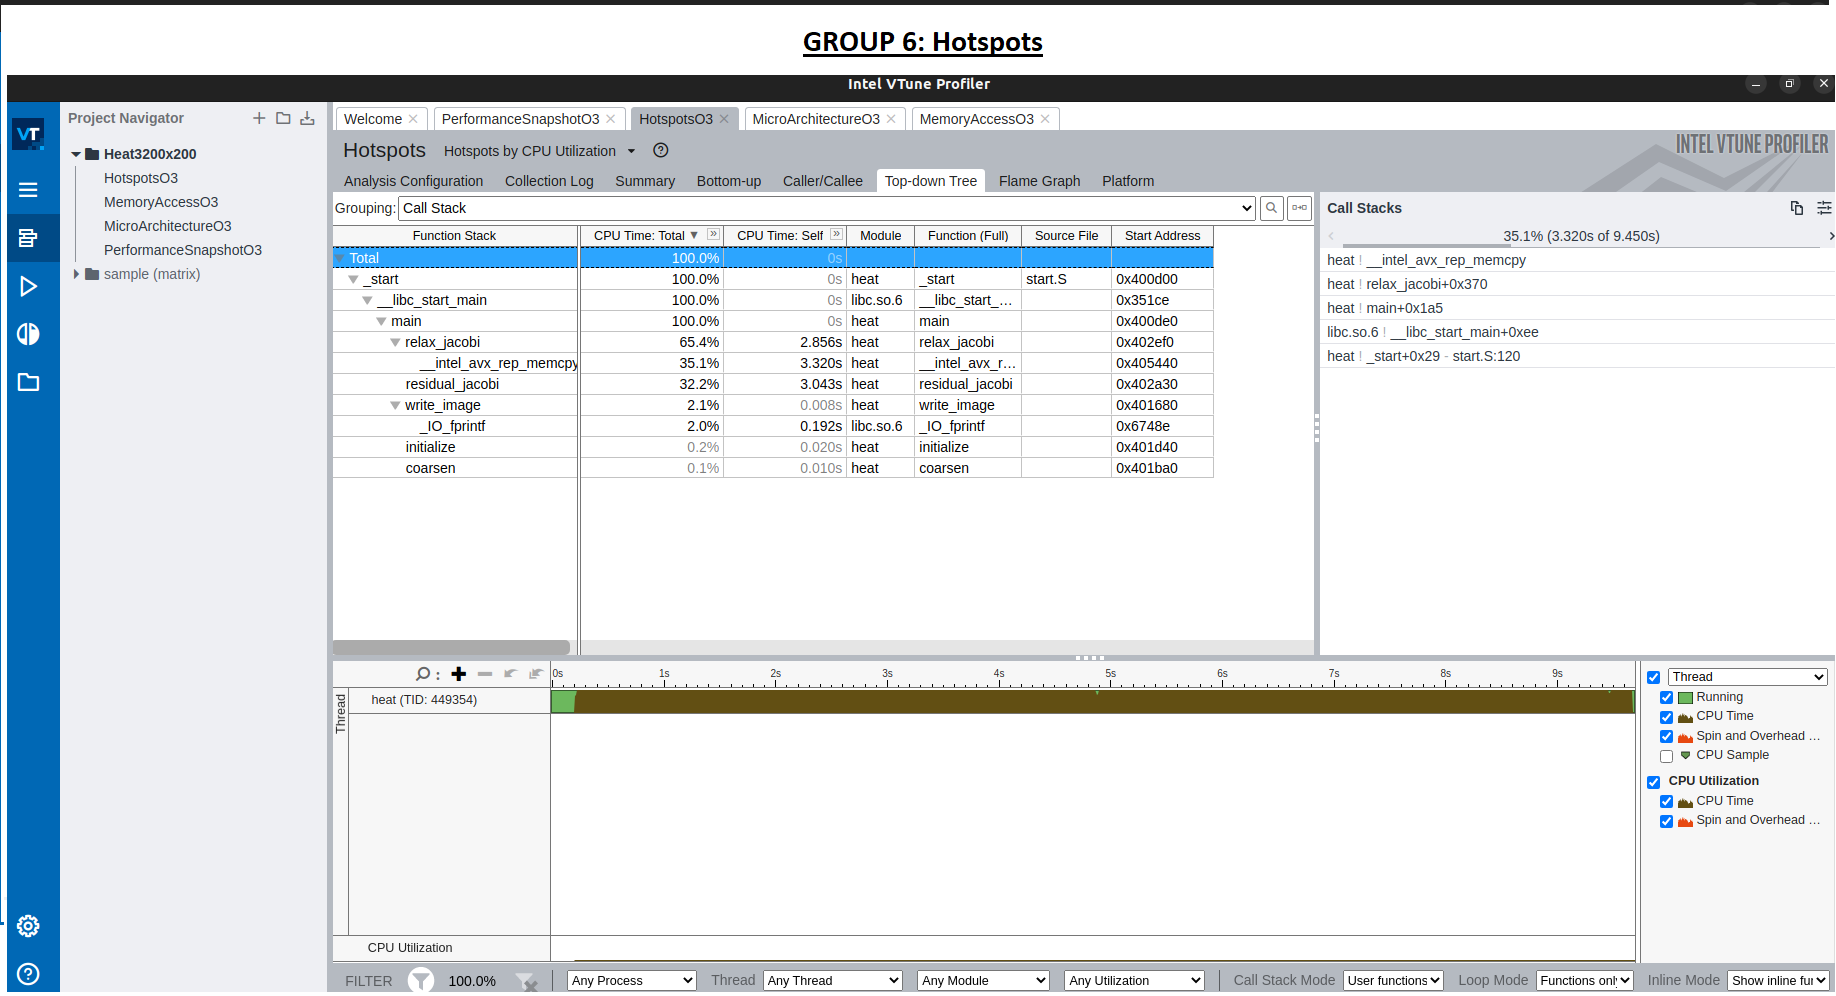 GROUP 6: Hotspots
Intel VTune Profiler
VT
Project Navigator
Heat3200x200
HotspotsO3
MemoryAccessO3
MicroArchitectureO3
PerformanceSnapshotO3
sample (matrix)
Welcome PerformanceSnapshotO3 HotspotsO3 MicroArchitectureO3 MemoryAccessO3
Hotspots Hotspots by CPU Utilization
INTEL VTUNE PROFILER
Analysis Configuration Collection Log Summary Bottom-up Caller/Callee Top-down Tree Flame Graph Platform
Grouping: Call Stack
Function Stack CPU Time: Total CPU Time: Self Module Function (Full) Source File Start Address
Total 100.0% 0s
_start 100.0% 0s heat _start start.S 0x400d00
__libc_start_main 100.0% 0s libc.so.6 __libc_start_... 0x351ce
main 100.0% 0s heat main 0x400de0
relax_jacobi 65.4% 2.856s heat relax_jacobi 0x402ef0
__intel_avx_rep_memcpy 35.1% 3.320s heat __intel_avx_r... 0x405440
residual_jacobi 32.2% 3.043s heat residual_jacobi 0x402a30
write_image 2.1% 0.008s heat write_image 0x401680
_IO_fprintf 2.0% 0.192s libc.so.6 _IO_fprintf 0x6748e
initialize 0.2% 0.020s heat initialize 0x401d40
coarsen 0.1% 0.010s heat coarsen 0x401ba0
Call Stacks
35.1% (3.320s of 9.450s)
heat ! __intel_avx_rep_memcpy
heat ! relax_jacobi+0x370
heat ! main+0x1a5
libc.so.6 ! __libc_start_main+0xee
heat ! _start+0x29 - start.S:120
0s 1s 2s 3s 4s 5s 6s 7s 8s 9s
Thread
heat (TID: 449354)
CPU Utilization
Thread
Running
CPU Time
Spin and Overhead ...
CPU Sample
CPU Utilization
CPU Time
Spin and Overhead ...
FILTER 100.0% Any Process Thread Any Thread Any Module Any Utilization Call Stack Mode User functions Loop Mode Functions only Inline Mode Show inline fun